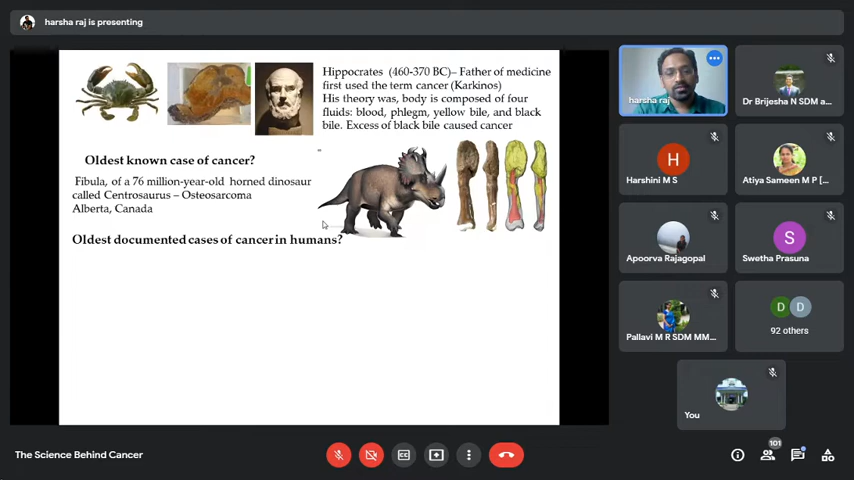 harsha raj is presenting
Hippocrates (460-370 BC)– Father of medicine
first used the term cancer (Karkinos)
His theory was, body is composed of four
fluids: blood, phlegm, yellow bile, and black
bile. Excess of black bile caused cancer
Oldest known case of cancer?
Fibula, of a 76 million-year-old horned dinosaur
called Centrosaurus – Osteosarcoma
Alberta, Canada
Oldest documented cases of cancer in humans?
harsha raj
Dr Brijesha N SDM a...
H
Harshini M S
Atiya Sameen M P [...
Apoorva Rajagopal
S
Swetha Prasuna
Pallavi M R SDM MM...
D D
92 others
You
The Science Behind Cancer
101